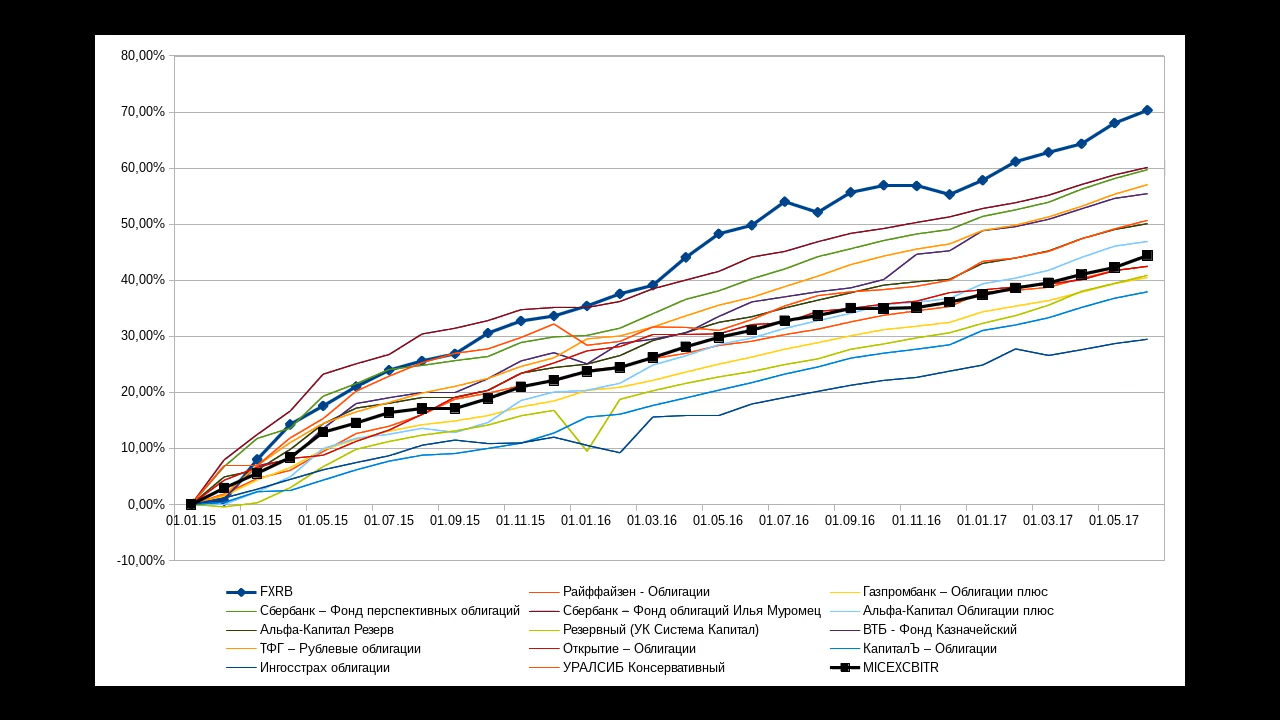 80,00%
70,00%
60,00%
50,00%
40,00%
30,00%
20,00%
10,00%
0,00%
01.01.15 01.03.15 01.05.15 01.07.15 01.09.15 01.11.15 01.01.16 01.03.16 01.05.16 01.07.16 01.09.16 01.11.16 01.01.17 01.03.17 01.05.17
-10,00%
FXRB Райффайзен - Облигации Газпромбанк – Облигации плюс
Сбербанк – Фонд перспективных облигаций Сбербанк – Фонд облигаций Илья Муромец Альфа-Капитал Облигации плюс
Альфа-Капитал Резерв Резервный (УК Система Капитал) ВТБ - Фонд Казначейский
ТФГ – Рублевые облигации Открытие – Облигации КапиталЪ – Облигации
Ингосстрах облигации УРАЛСИБ Консервативный MICEXCBITR